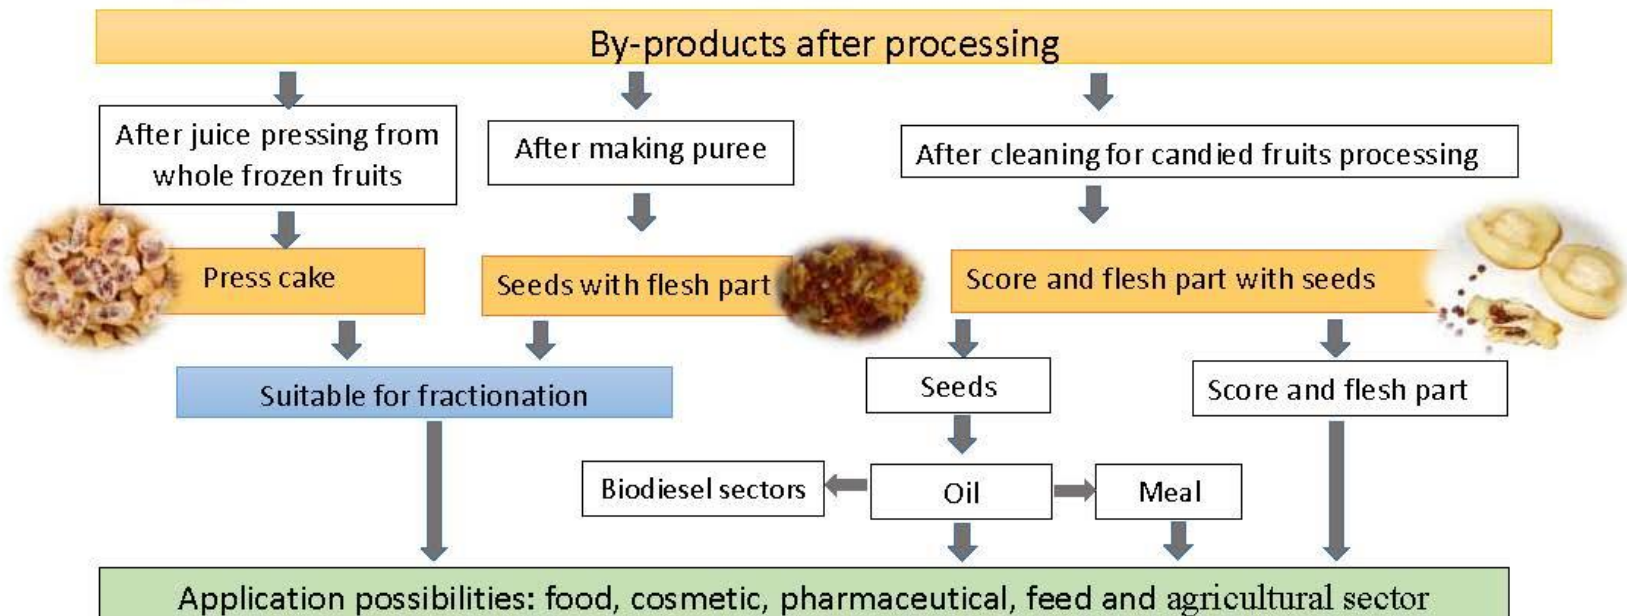 By-products after processing
After juice pressing from
whole frozen fruits
After making puree
After cleaning for candied fruits processing
Press cake
Seeds with flesh part
Score and flesh part with seeds
Suitable for fractionation
Seeds
Score and flesh part
Biodiesel sectors
Oil
Meal
Application possibilities: food, cosmetic, pharmaceutical, feed and agricultural sector